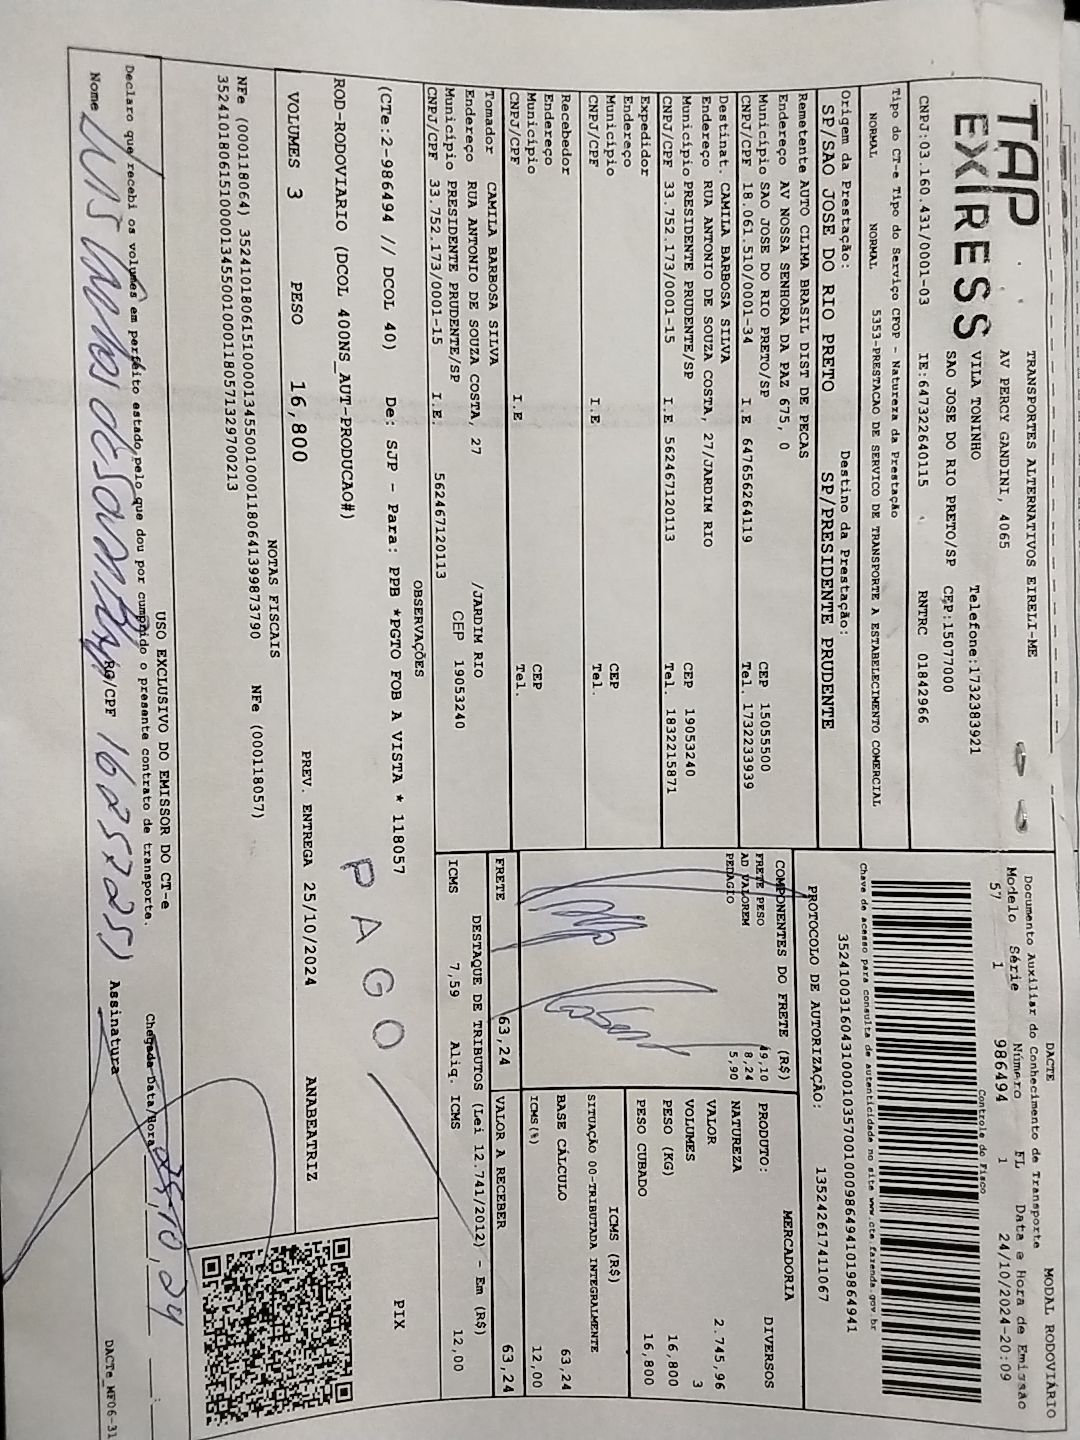 TAP
EXPRESS
TRANSPORTES ALTERNATIVOS EIRELI-ME
AV PERCY GANDINI, 4065
VILA TONINHO Telefone:1732383921
SAO JOSE DO RIO PRETO/SP CEP:15077000
CNPJ:03.160.431/0001-03 IE:647322640115 RNTRC 01842966
DACTE MODAL RODOVIÁRIO
Documento Auxiliar do Conhecimento de Transporte
Modelo Série Número FL Data e Hora de Emissão
57 1 986494 1 24/10/2024-20:09
Controle do Fisco
Chave de acesso para consulta de autenticidade no site www.cte.fazenda.gov.br
35241003160431000103570010009864941019864941
PROTOCOLO DE AUTORIZAÇÃO: 135242617411067
Tipo do CT-e Tipo do Serviço CFOP - Natureza da Prestação
NORMAL NORMAL 5353-PRESTACAO DE SERVICO DE TRANSPORTE A ESTABELECIMENTO COMERCIAL
Origem da Prestação: Destino da Prestação:
SP/SAO JOSE DO RIO PRETO SP/PRESIDENTE PRUDENTE
Remetente AUTO CLIMA BRASIL DIST DE PECAS
Endereço AV NOSSA SENHORA DA PAZ 675, 0
Município SAO JOSE DO RIO PRETO/SP CEP 15055500
CNPJ/CPF 18.061.510/0001-34 I.E 647656264119 Tel. 1732233939
Destinat. CAMILA BARBOSA SILVA
Endereço RUA ANTONIO DE SOUZA COSTA, 27/JARDIM RIO
Município PRESIDENTE PRUDENTE/SP CEP 19053240
CNPJ/CPF 33.752.173/0001-15 I.E 562467120113 Tel. 1832215871
Expedidor
Endereço
Município CEP
CNPJ/CPF I.E Tel.
Recebedor
Endereço
Município CEP
CNPJ/CPF I.E Tel.
Tomador CAMILA BARBOSA SILVA
Endereço RUA ANTONIO DE SOUZA COSTA, 27 /JARDIM RIO
Município PRESIDENTE PRUDENTE/SP CEP 19053240
CNPJ/CPF 33.752.173/0001-15 I.E. 562467120113
COMPONENTES DO FRETE (R$)
FRETE PESO 49,10
AD VALOREM 8,24
PEDAGIO 5,90
FRETE 63,24
MERCADORIA
PRODUTO: DIVERSOS
NATUREZA
VALOR 2.745,96
VOLUMES 3
PESO (KG) 16,800
PESO CUBADO 16,800
ICMS (R$)
SITUAÇÃO 00-TRIBUTADA INTEGRALMENTE
BASE CÁLCULO 63,24
ICMS(%) 12,00
VALOR A RECEBER 63,24
DESTAQUE DE TRIBUTOS (Lei 12.741/2012) - Em (R$)
ICMS 7,59 Aliq. ICMS 12,00
OBSERVAÇÕES
(CTe:2-986494 // DCOL 40) De: SJP - Para: PPB *PGTO FOB A VISTA * 118057
ROD-RODOVIARIO (DCOL 400NS_AUT-PRODUCAO#)
PAGO
PIX
VOLUMES 3 PESO 16,800 PREV. ENTREGA 25/10/2024 ANABEATRIZ
NOTAS FISCAIS
NFe (000118064) 35241018061510000134550010001180641399873790 NFe (000118057)
35241018061510000134550010001180571329700213
USO EXCLUSIVO DO EMISSOR DO CT-e
Declaro que recebi os volumes em perfeito estado pelo que dou por cumprido o presente contrato de transporte.
Chegada Data/Hora 25,10,24
Nome RG/CPF Assinatura
DACTe_MF06-31